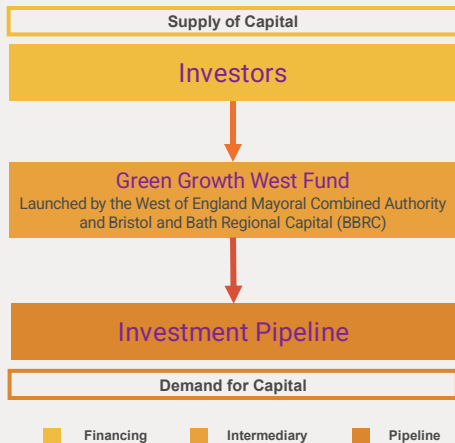 Supply of Capital
Investors
Green Growth West Fund
Launched by the West of England Mayoral Combined Authority
and Bristol and Bath Regional Capital (BBRC)
Investment Pipeline
Demand for Capital
Financing Intermediary Pipeline